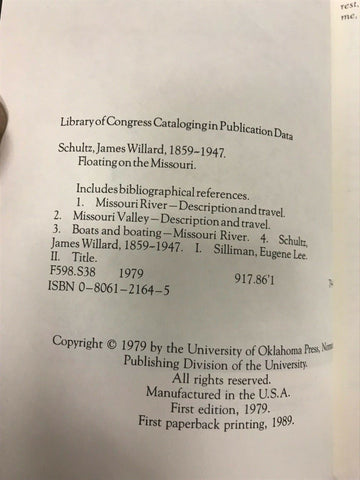 rest.
me,
Library of Congress Cataloging in Publication Data
Schultz, James Willard, 1859–1947.
Floating on the Missouri.
Includes bibliographical references.
1. Missouri River—Description and travel.
2. Missouri Valley—Description and travel.
3. Boats and boating—Missouri River. 4. Schultz,
James Willard, 1859–1947. I. Silliman, Eugene Lee.
II. Title.
F598.S38 1979 917.86'1
ISBN 0–8061–2164–5
Copyright © 1979 by the University of Oklahoma Press,
Publishing Division of the University.
All rights reserved.
Manufactured in the U.S.A.
First edition, 1979.
First paperback printing, 1989.